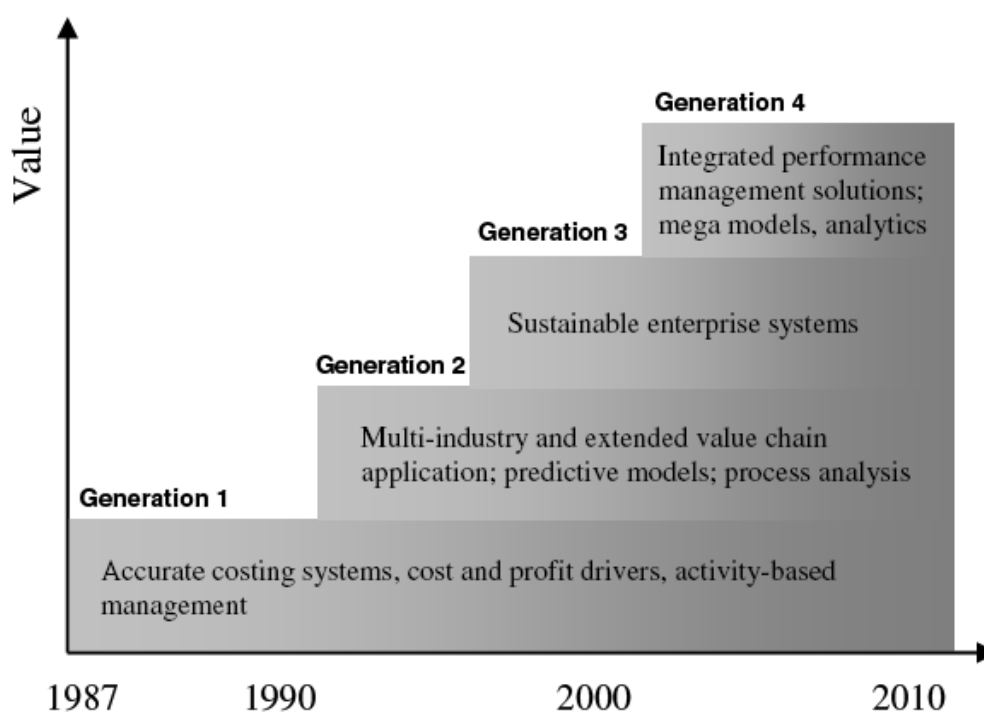 Value
Generation 4
Integrated performance
management solutions;
mega models, analytics
Generation 3
Sustainable enterprise systems
Generation 2
Multi-industry and extended value chain
application; predictive models; process analysis
Generation 1
Accurate costing systems, cost and profit drivers, activity-based
management
1987 1990 2000 2010